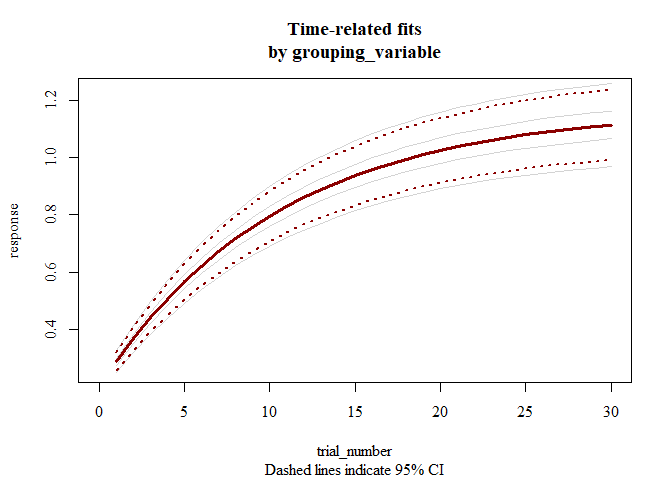 Time-related fits
by grouping_variable
response
1.2
1.0
0.8
0.6
0.4
0 5 10 15 20 25 30
trial_number
Dashed lines indicate 95% CI